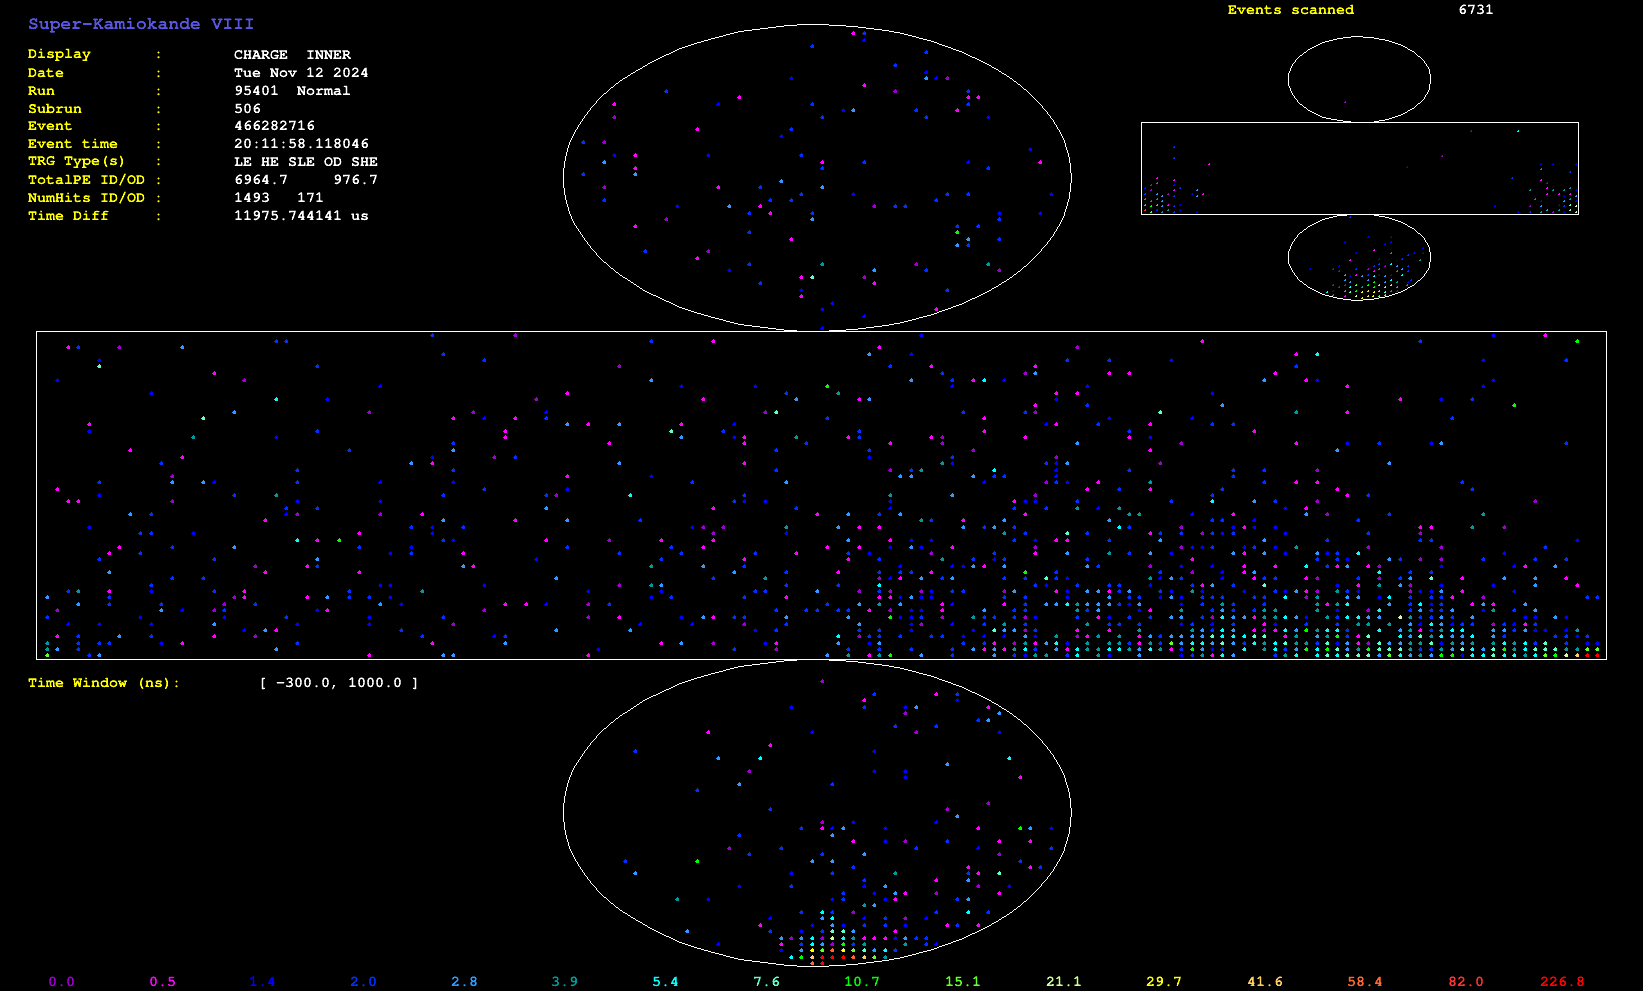 Super-Kamiokande VIII
Events scanned 6731
Display : CHARGE INNER
Date : Tue Nov 12 2024
Run : 95401 Normal
Subrun : 506
Event : 466282716
Event time : 20:11:58.118046
TRG Type(s) : LE HE SLE OD SHE
TotalPE ID/OD : 6964.7 976.7
NumHits ID/OD : 1493 171
Time Diff : 11975.744141 us
Time Window (ns): [ -300.0, 1000.0 ]
0.0 0.5 1.4 2.0 2.8 3.9 5.4 7.6 10.7 15.1 21.1 29.7 41.6 58.4 82.0 226.8